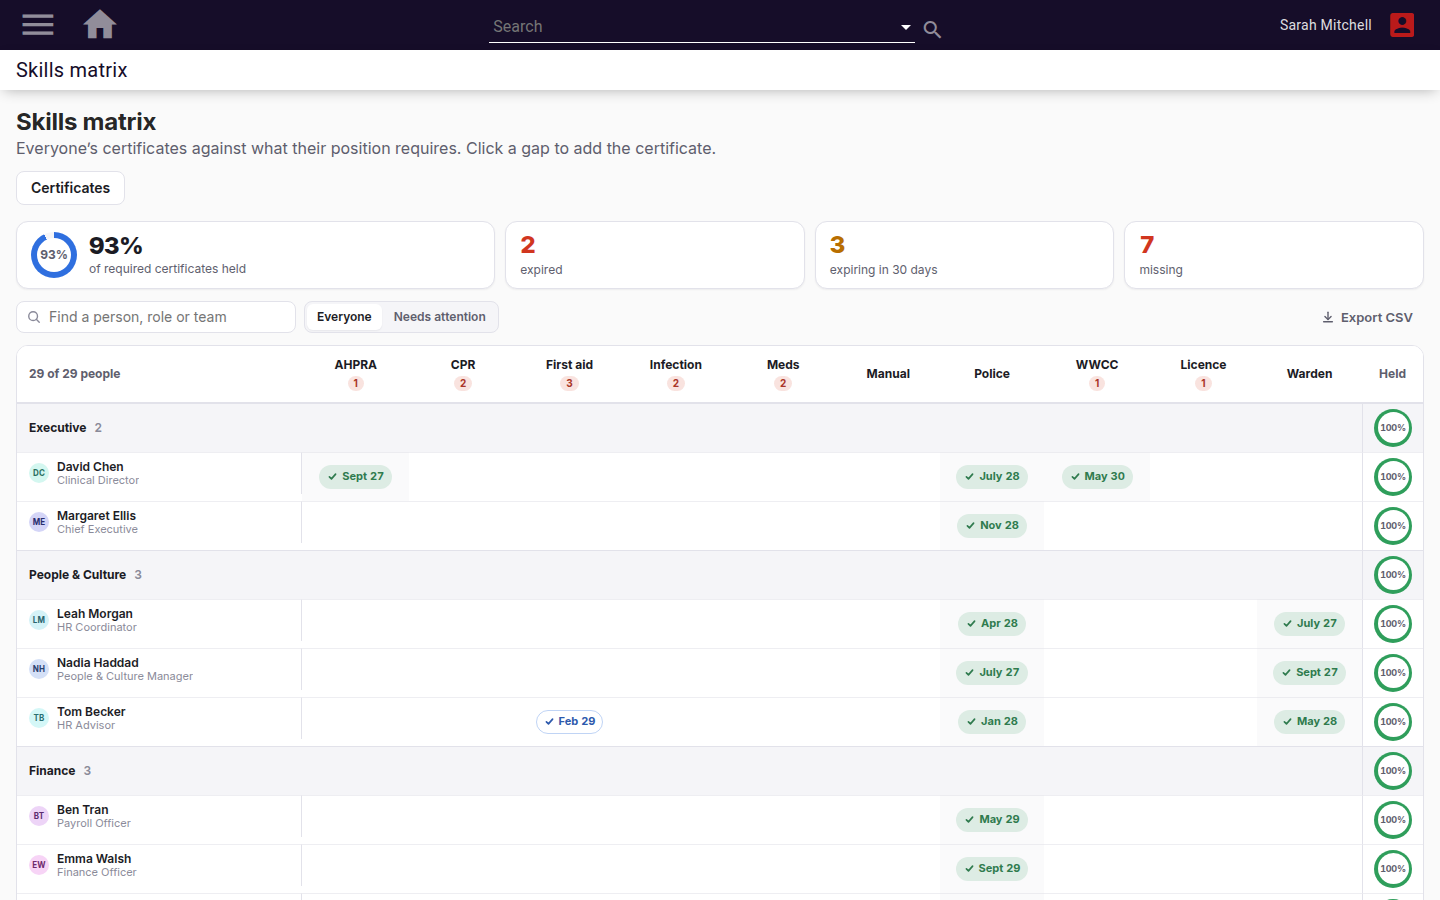 Search
Sarah Mitchell
Skills matrix
Skills matrix
Everyone's certificates against what their position requires. Click a gap to add the certificate.
Certificates
93%
93%
of required certificates held
2
expired
3
expiring in 30 days
7
missing
Find a person, role or team
Everyone
Needs attention
Export CSV
29 of 29 people
AHPRA
1
CPR
2
First aid
3
Infection
2
Meds
2
Manual
Police
WWCC
1
Licence
1
Warden
Held
Executive 2
100%
DC
David Chen
Clinical Director
Sept 27
July 28
May 30
100%
ME
Margaret Ellis
Chief Executive
Nov 28
100%
People & Culture 3
100%
LM
Leah Morgan
HR Coordinator
Apr 28
July 27
100%
NH
Nadia Haddad
People & Culture Manager
July 27
Sept 27
100%
TB
Tom Becker
HR Advisor
Feb 29
Jan 28
May 28
100%
Finance 3
100%
BT
Ben Tran
Payroll Officer
May 29
100%
EW
Emma Walsh
Finance Officer
Sept 29
100%